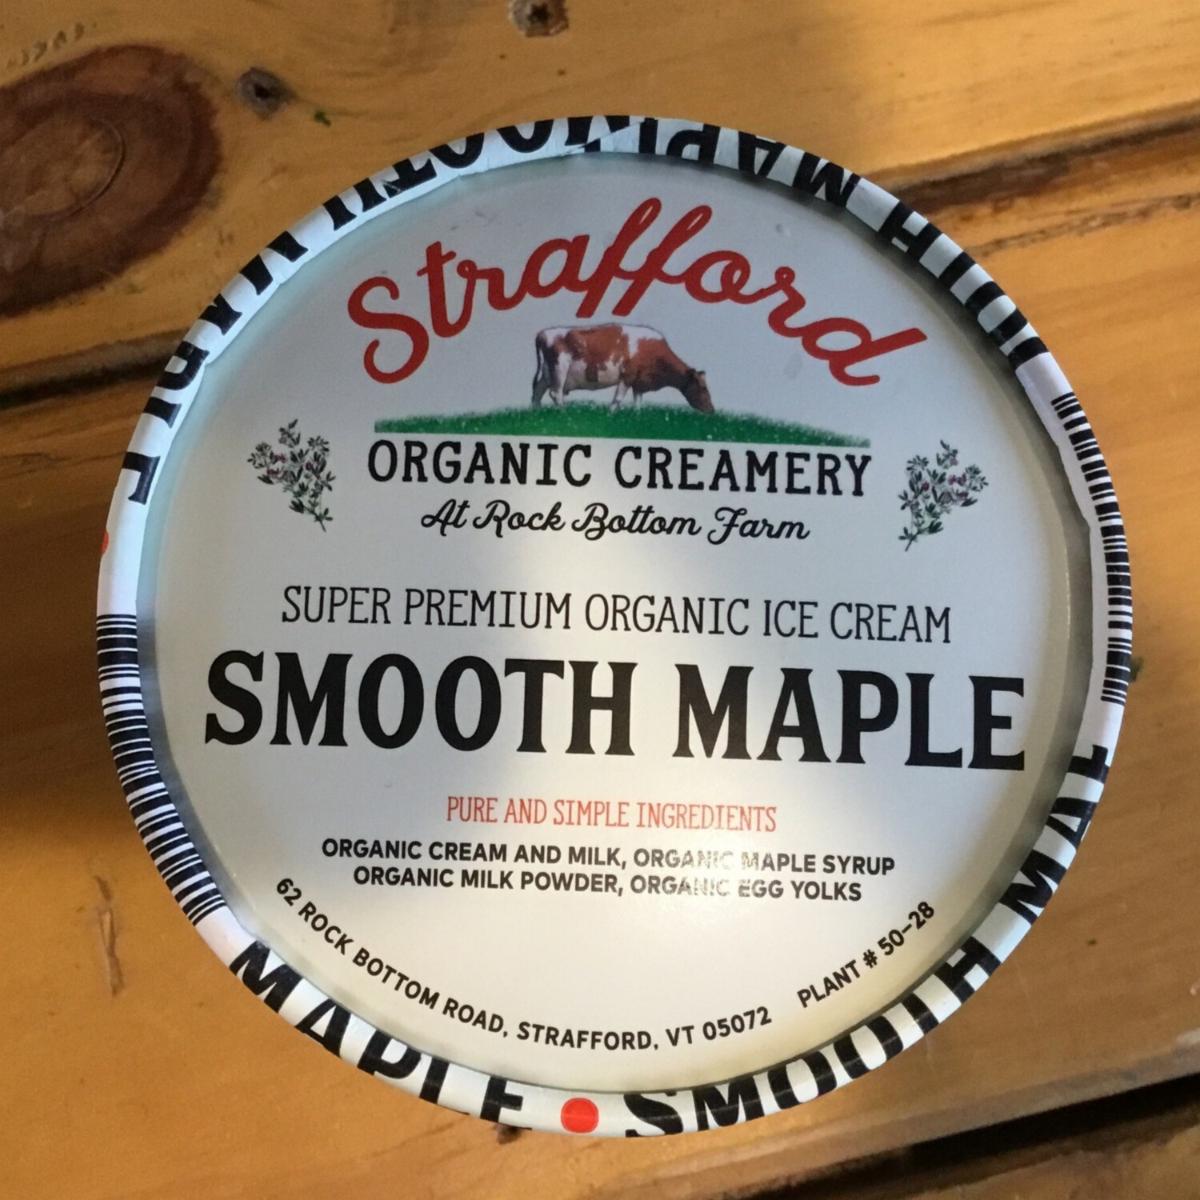 Strafford
ORGANIC CREAMERY
At Rock Bottom Farm
SUPER PREMIUM ORGANIC ICE CREAM
SMOOTH MAPLE
PURE AND SIMPLE INGREDIENTS
ORGANIC CREAM AND MILK, ORGANIC MAPLE SYRUP
ORGANIC MILK POWDER, ORGANIC EGG YOLKS
62 ROCK BOTTOM ROAD, STRAFFORD, VT 05072 PLANT # 50-28
MAPLE • SMOOTH